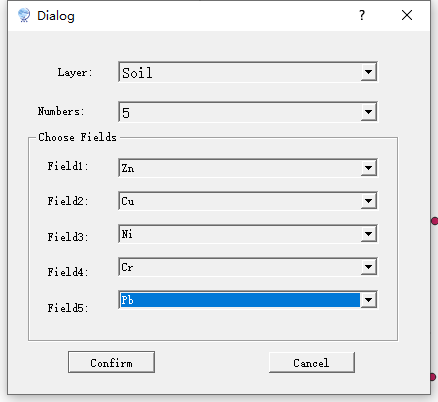 Dialog
?
Layer: Soil
Numbers: 5
Choose Fields
Field1: Zn
Field2: Cu
Field3: Ni
Field4: Cr
Field5: Pb
Confirm Cancel